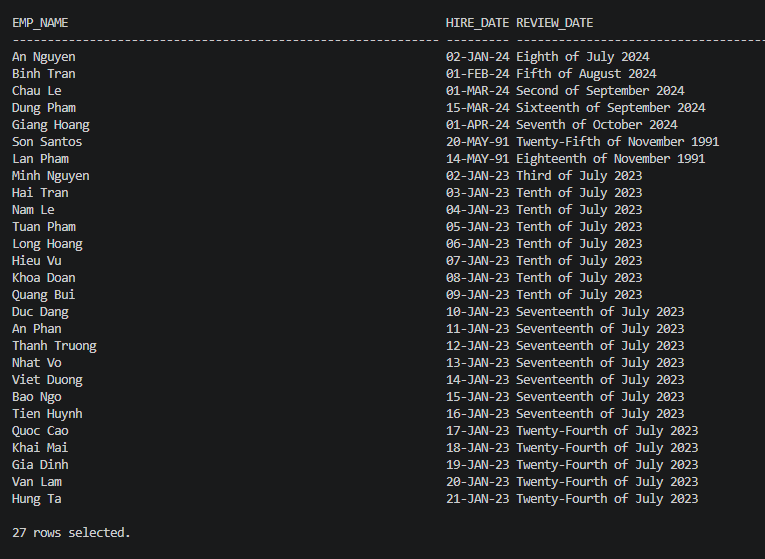 EMP_NAME HIRE_DATE REVIEW_DATE
------------------------------------------------------------- --------- -----------------------------------
An Nguyen 02-JAN-24 Eighth of July 2024
Binh Tran 01-FEB-24 Fifth of August 2024
Chau Le 01-MAR-24 Second of September 2024
Dung Pham 15-MAR-24 Sixteenth of September 2024
Giang Hoang 01-APR-24 Seventh of October 2024
Son Santos 20-MAY-91 Twenty-Fifth of November 1991
Lan Pham 14-MAY-91 Eighteenth of November 1991
Minh Nguyen 02-JAN-23 Third of July 2023
Hai Tran 03-JAN-23 Tenth of July 2023
Nam Le 04-JAN-23 Tenth of July 2023
Tuan Pham 05-JAN-23 Tenth of July 2023
Long Hoang 06-JAN-23 Tenth of July 2023
Hieu Vu 07-JAN-23 Tenth of July 2023
Khoa Doan 08-JAN-23 Tenth of July 2023
Quang Bui 09-JAN-23 Tenth of July 2023
Duc Dang 10-JAN-23 Seventeenth of July 2023
An Phan 11-JAN-23 Seventeenth of July 2023
Thanh Truong 12-JAN-23 Seventeenth of July 2023
Nhat Vo 13-JAN-23 Seventeenth of July 2023
Viet Duong 14-JAN-23 Seventeenth of July 2023
Bao Ngo 15-JAN-23 Seventeenth of July 2023
Tien Huynh 16-JAN-23 Seventeenth of July 2023
Quoc Cao 17-JAN-23 Twenty-Fourth of July 2023
Khai Mai 18-JAN-23 Twenty-Fourth of July 2023
Gia Dinh 19-JAN-23 Twenty-Fourth of July 2023
Van Lam 20-JAN-23 Twenty-Fourth of July 2023
Hung Ta 21-JAN-23 Twenty-Fourth of July 2023
27 rows selected.